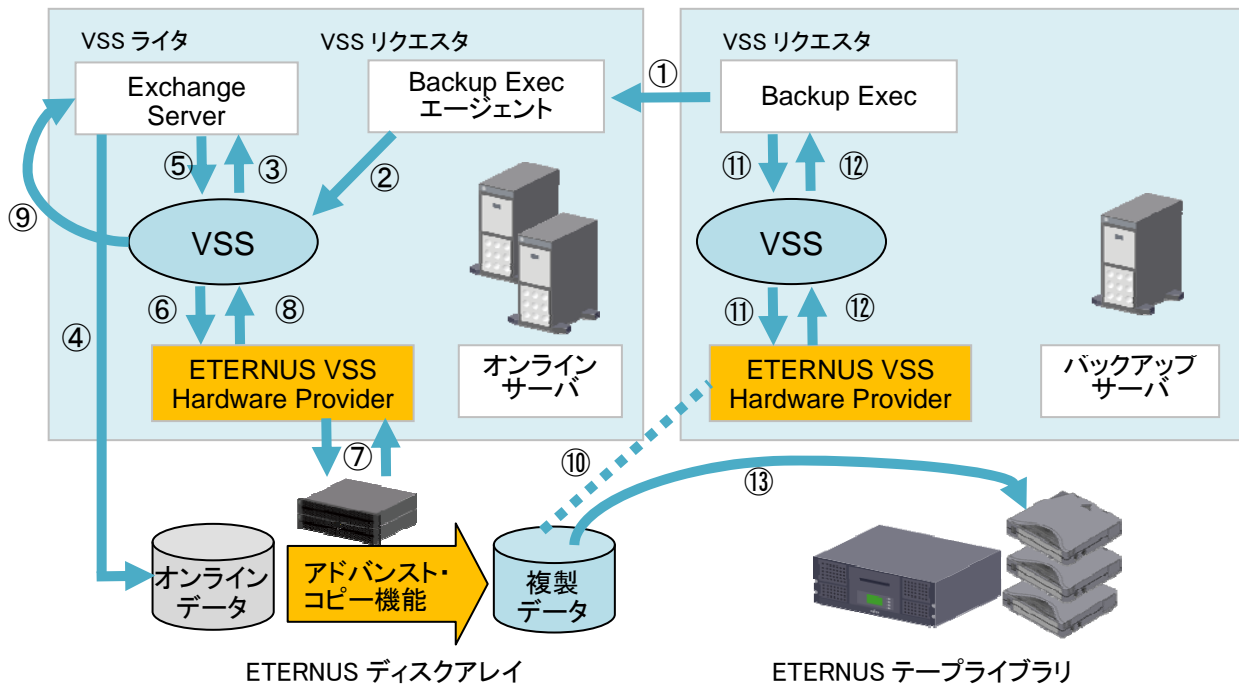 VSS ライタ
VSS リクエスタ
VSS リクエスタ
Exchange
Server
Backup Exec
エージェント
①
Backup Exec
⑤
③
②
⑪
⑫
⑨
VSS
VSS
⑥
⑧
⑪
⑫
④
ETERNUS VSS
Hardware Provider
オンライン
サーバ
ETERNUS VSS
Hardware Provider
バックアップ
サーバ
⑦
⑩
⑬
オンライン
データ
アドバンスト・
コピー機能
複製
データ
ETERNUS ディスクアレイ
ETERNUS テープライブラリ